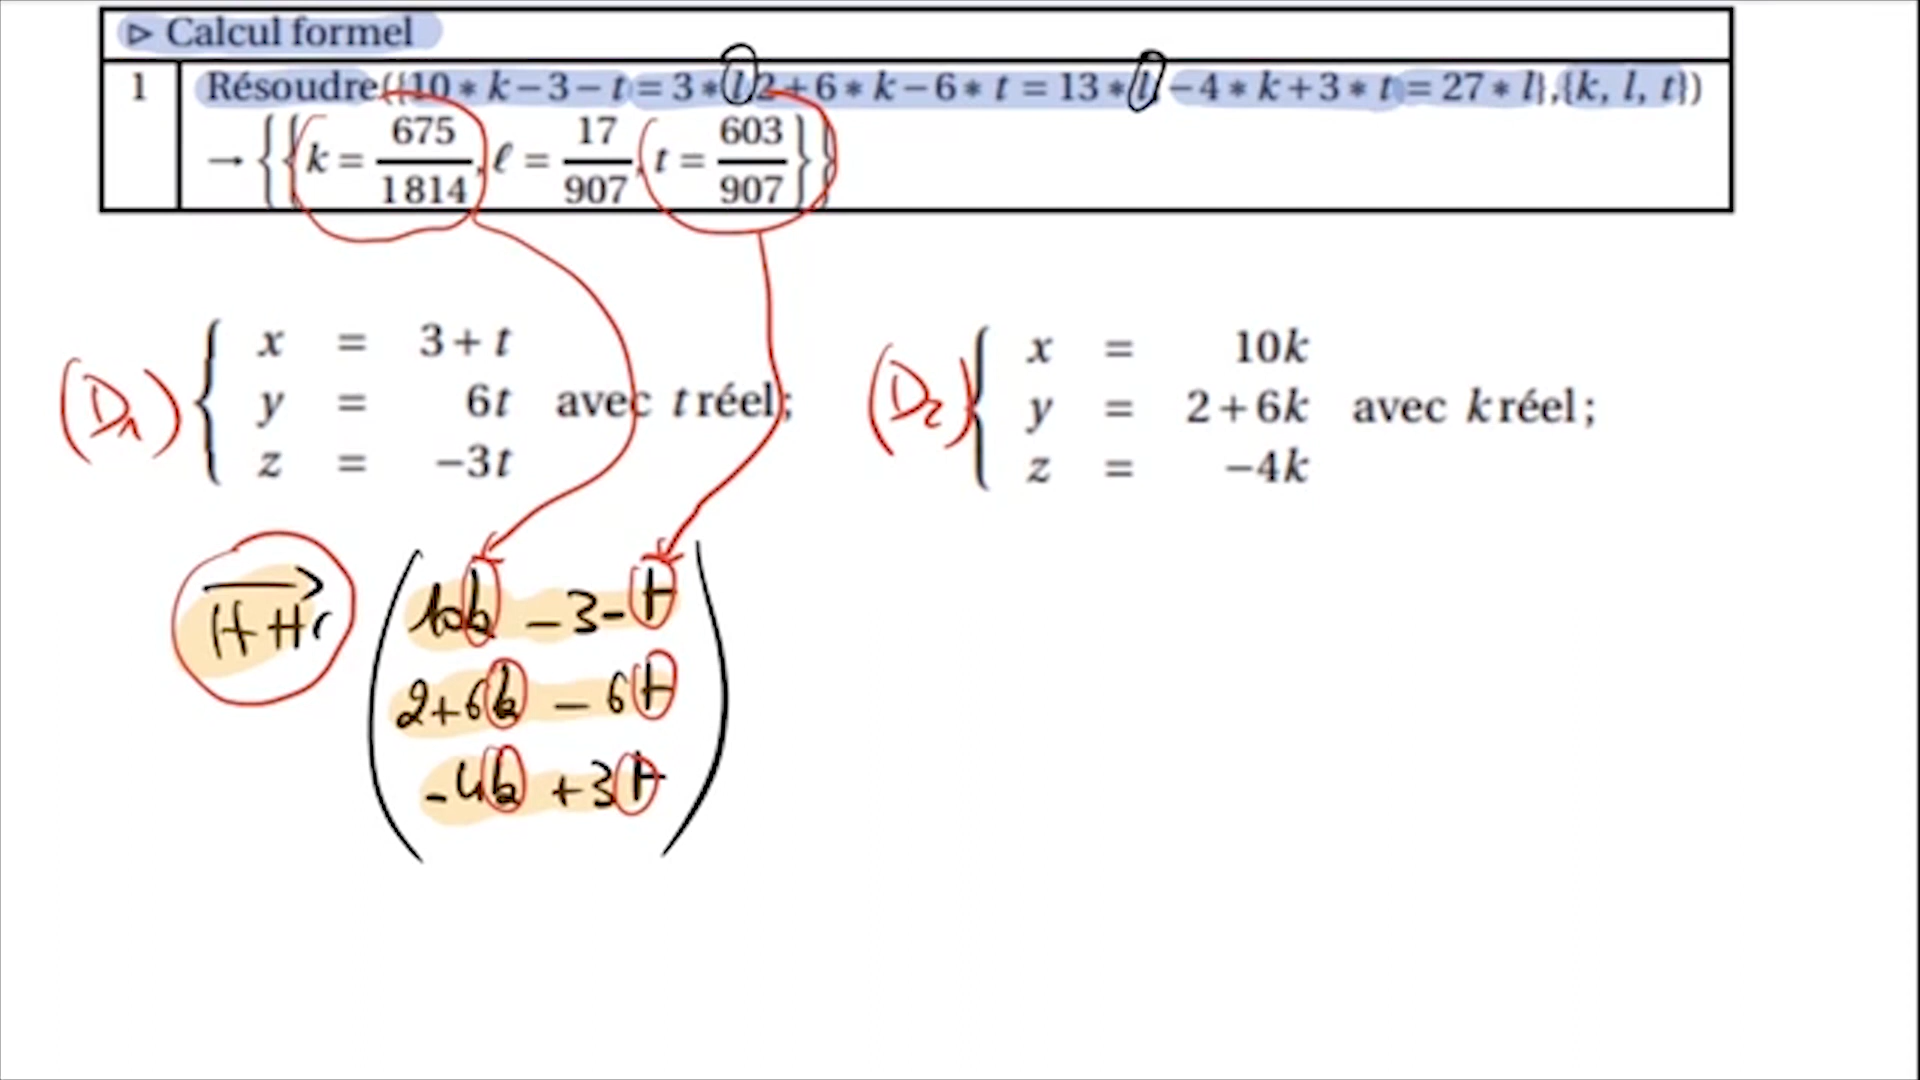 ▷ Calcul formel
1 Résoudre({10 * k − 3 − t = 3 * l, 2 + 6 * k − 6 * t = 13 * l, −4 * k + 3 * t = 27 * l}, {k, l, t})
→ {{k = 675/1814, ℓ = 17/907, t = 603/907}}
(D₁) { x = 3 + t
y = 6t avec t réel ;
z = −3t
(D₂) { x = 10k
y = 2 + 6k avec k réel ;
z = −4k
HH' ( 10k − 3 − t
2 + 6k − 6t
−4k + 3t )